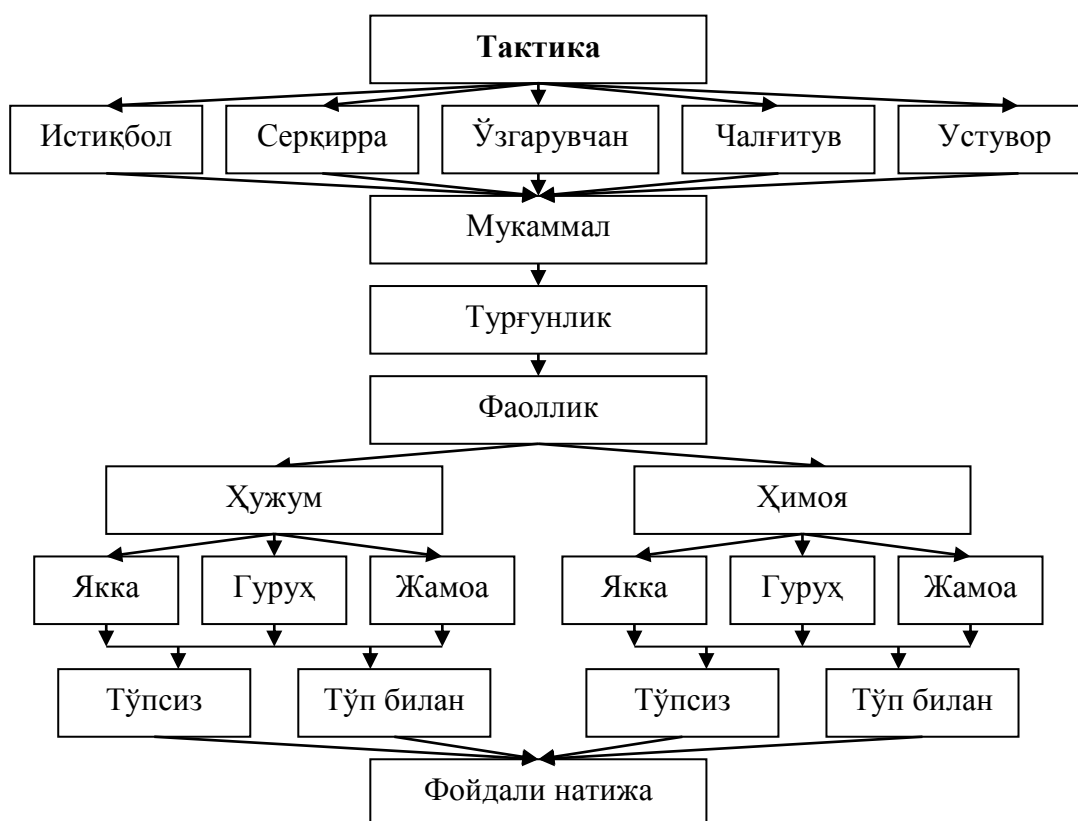 Тактика
Истиқбол
Серқирра
Ўзгарувчан
Чалғитув
Устувор
Мукаммал
Турғунлик
Фаоллик
Ҳужум
Ҳимоя
Якка
Гуруҳ
Жамоа
Якка
Гуруҳ
Жамоа
Тўпсиз
Тўп билан
Тўпсиз
Тўп билан
Фойдали натижа